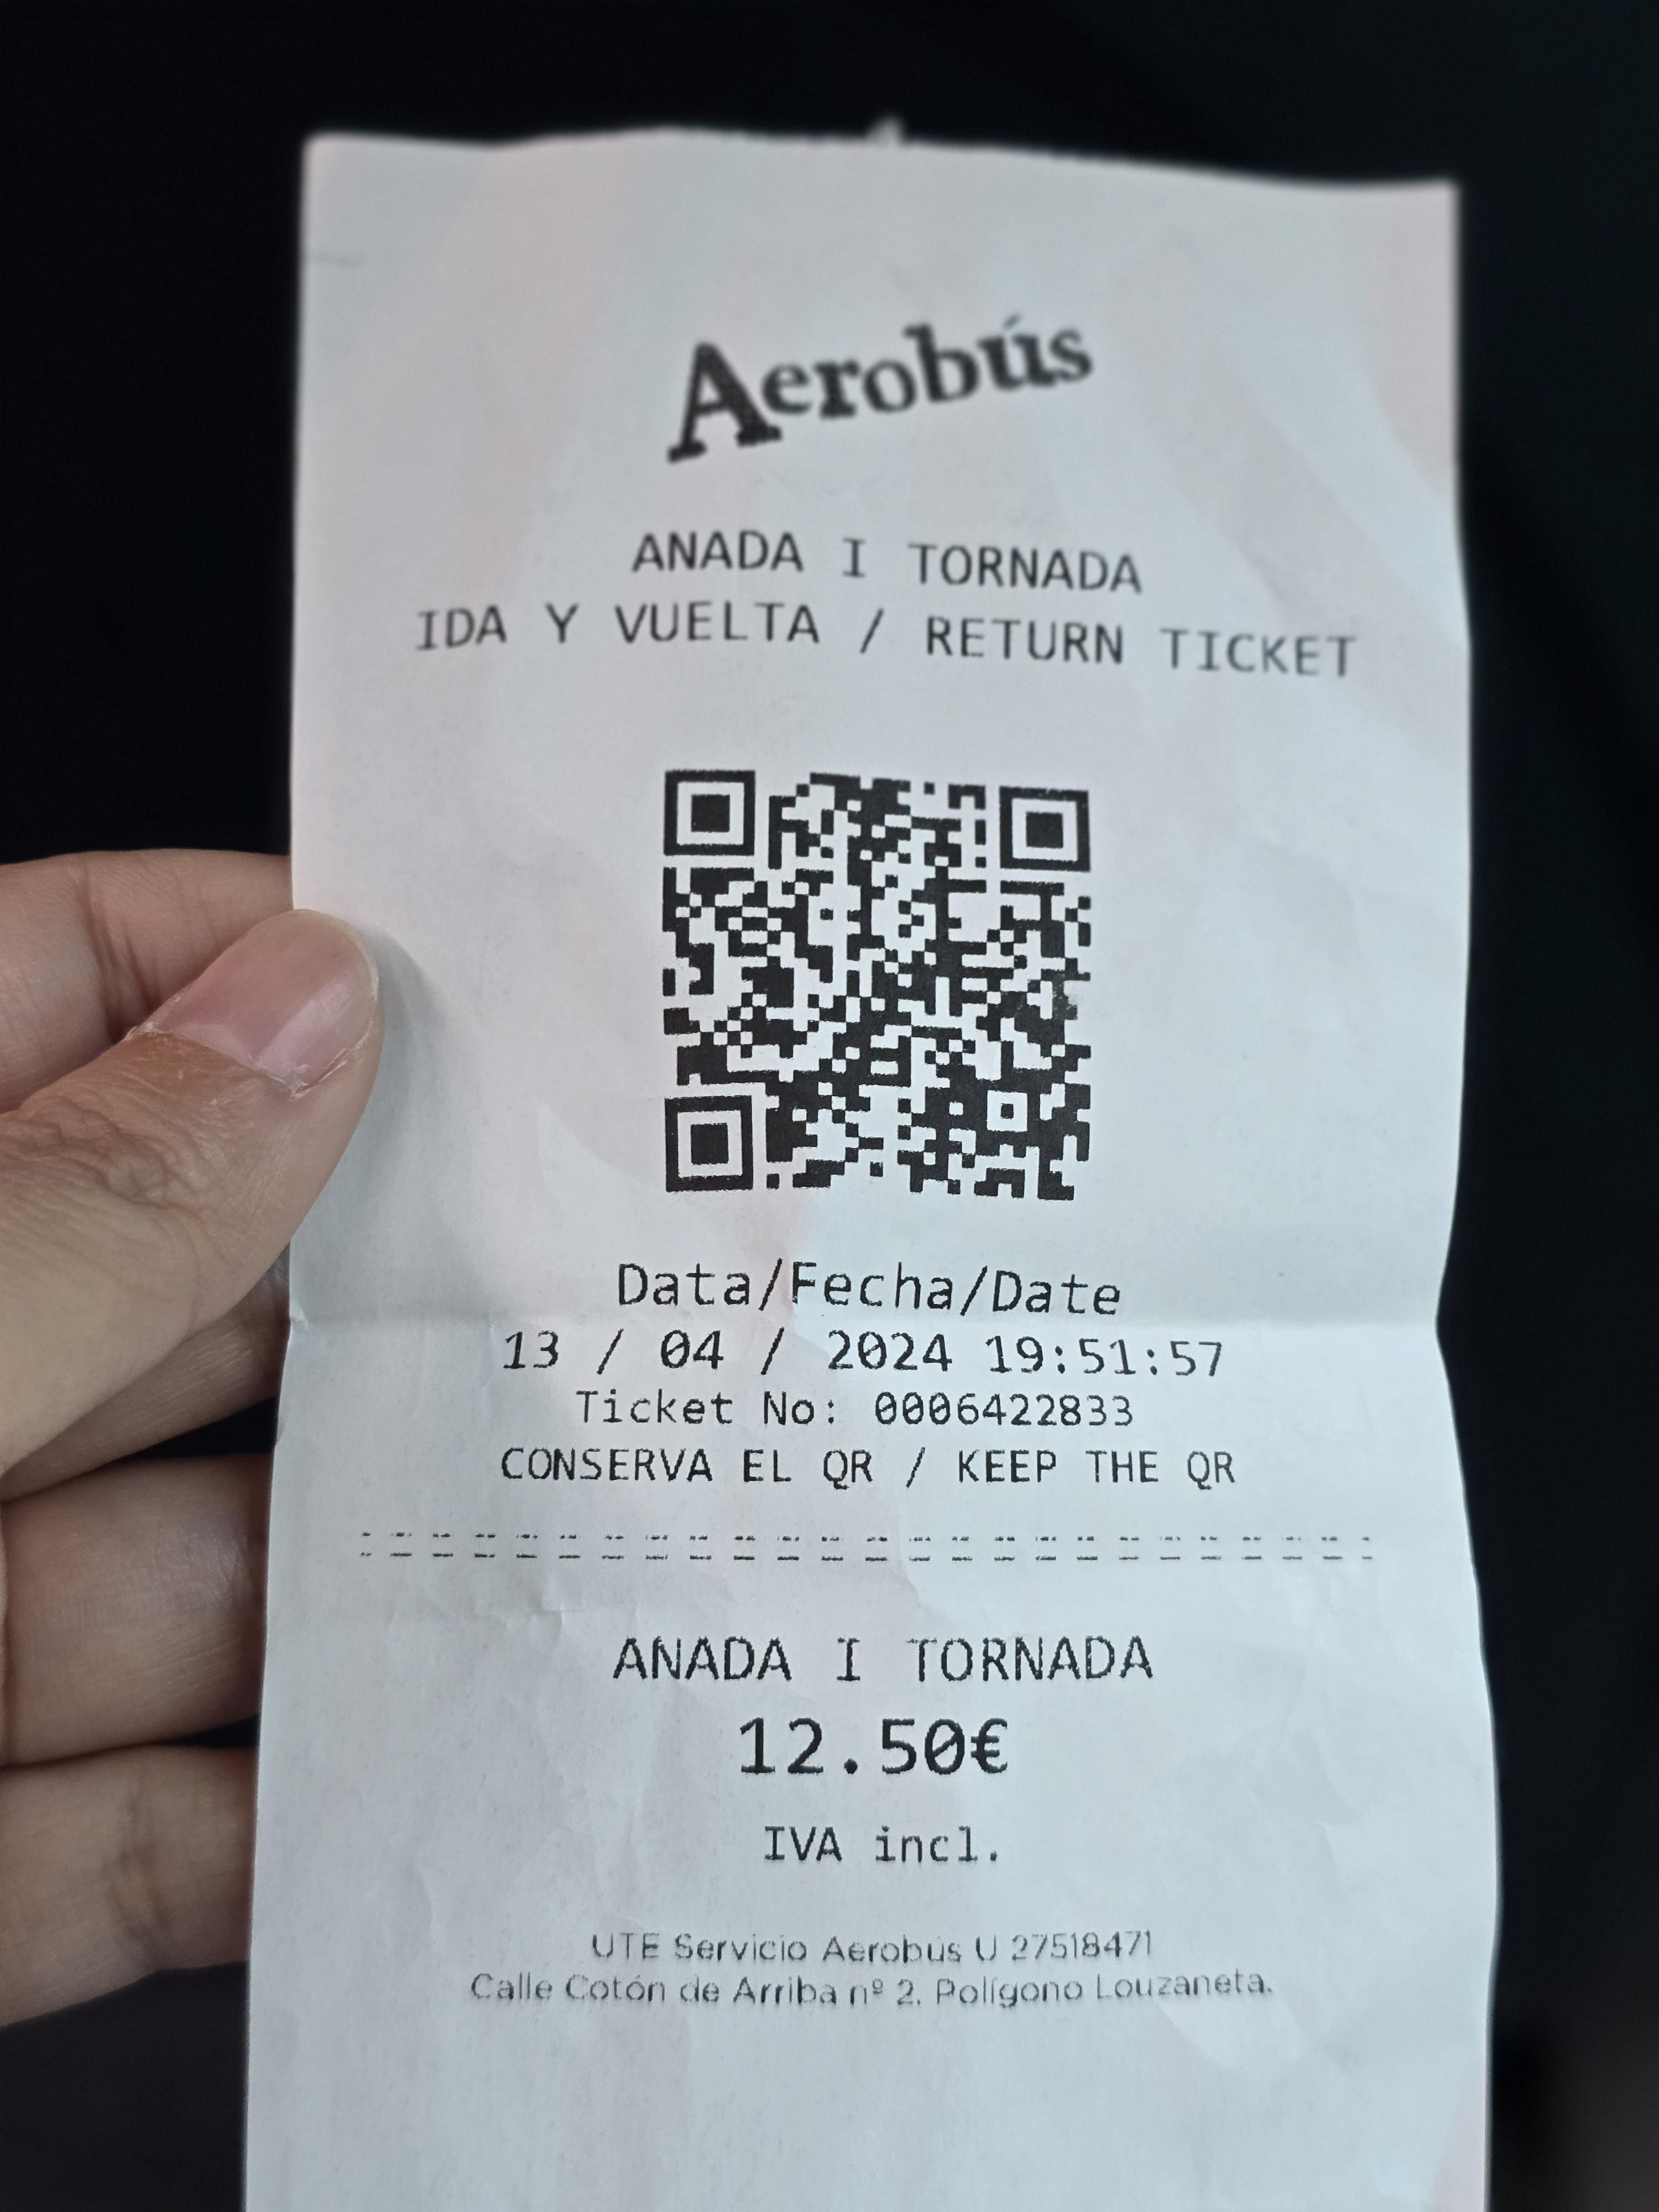 Aerobús
ANADA I TORNADA
IDA Y VUELTA / RETURN TICKET
Data/Fecha/Date
13 / 04 / 2024 19:51:57
Ticket No: 0006422833
CONSERVA EL QR / KEEP THE QR
ANADA I TORNADA
12.50€
IVA incl.
UTE Servicio Aerobús U 27518471
Calle Cotón de Arriba nº 2. Polígono Louzaneta.